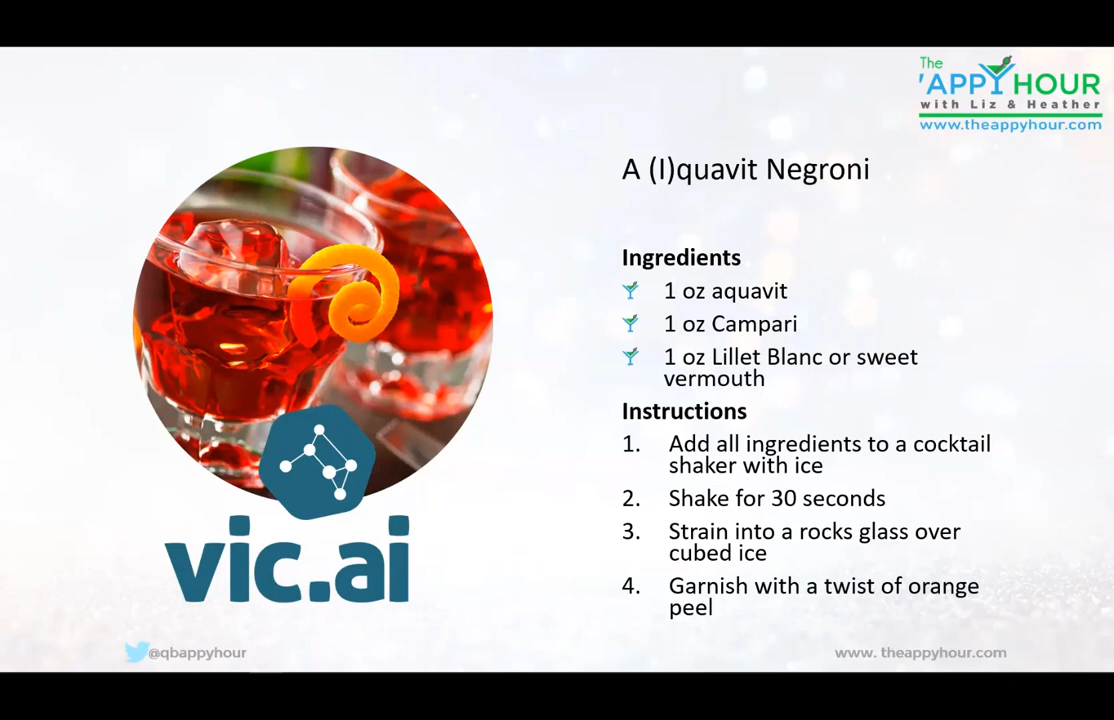 The
'APPY HOUR
with Liz & Heather
www.theappyhour.com
A (I)quavit Negroni
Ingredients
1 oz aquavit
1 oz Campari
1 oz Lillet Blanc or sweet
vermouth
Instructions
1. Add all ingredients to a cocktail
shaker with ice
2. Shake for 30 seconds
3. Strain into a rocks glass over
cubed ice
4. Garnish with a twist of orange
peel
vic.ai
@qbappyhour
www. theappyhour.com